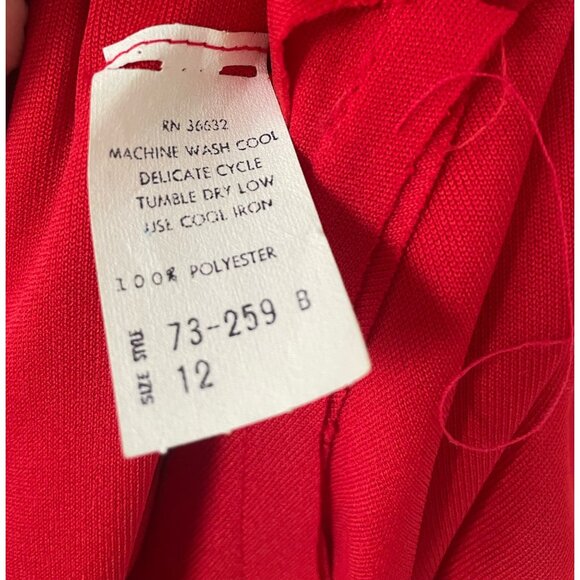 RN 36632
MACHINE WASH COOL
DELICATE CYCLE
TUMBLE DRY LOW
USE COOL IRON
100% POLYESTER
STYLE 73-259 B
SIZE 12